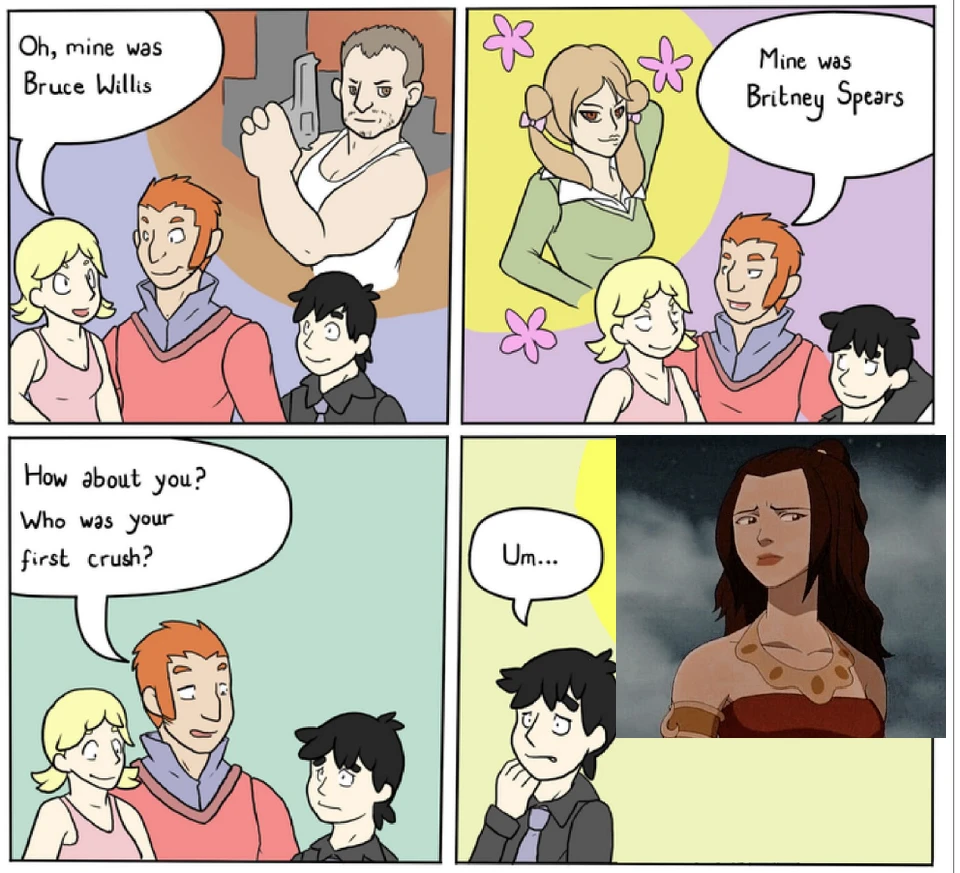 Oh, mine was
Bruce Willis
Mine was
Britney Spears
How about you?
Who was your
first crush?
Um...